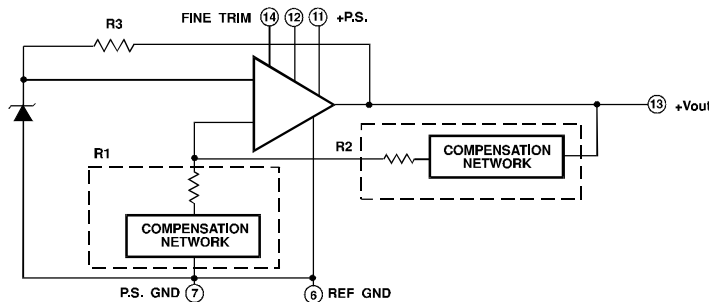 FINE TRIM 14 12 11 +P.S.
R3
13 +Vout
R1
R2
COMPENSATION
NETWORK
COMPENSATION
NETWORK
P.S. GND 7
6 REF GND